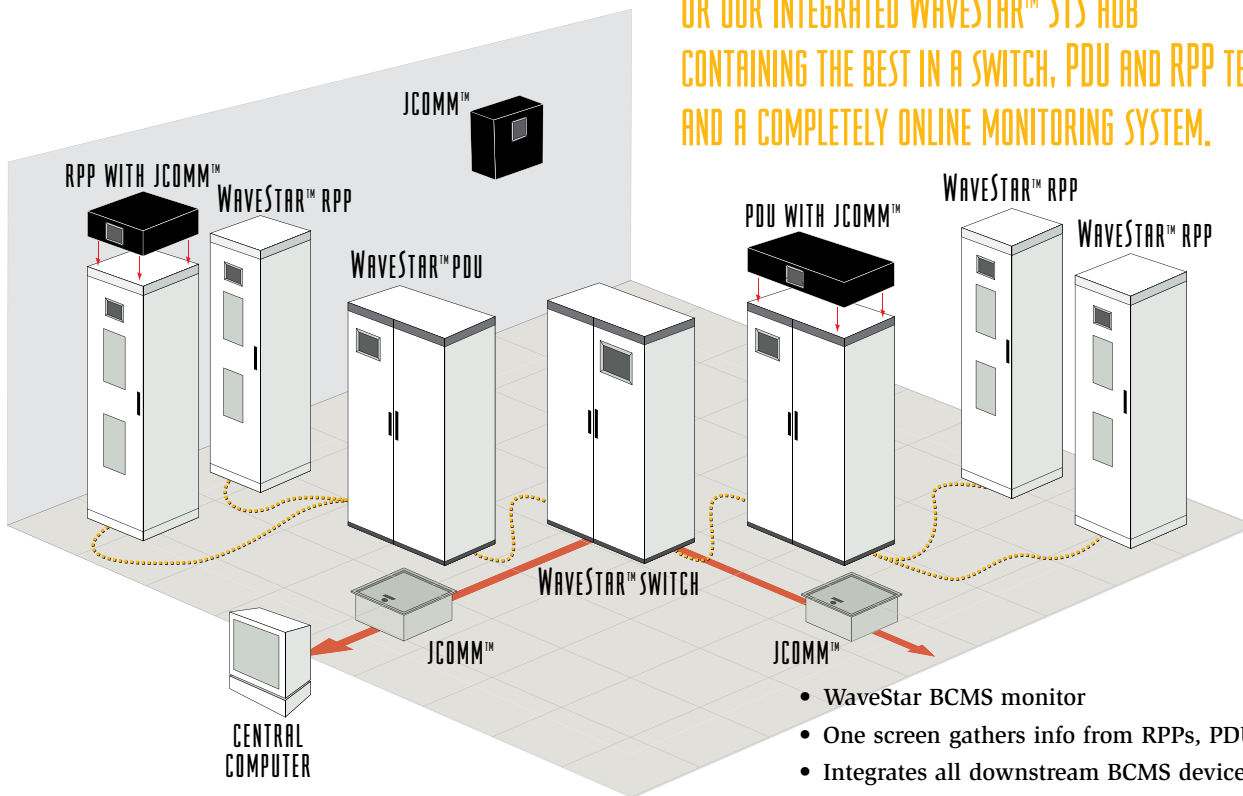 OR OUR INTEGRATED WAVESTAR™ STS HUB
CONTAINING THE BEST IN A SWITCH, PDU AND RPP
AND A COMPLETELY ONLINE MONITORING SYSTEM.
JCOMM™
RPP WITH JCOMM™
WAVESTAR™ RPP
WAVESTAR™ PDU
PDU WITH JCOMM™
WAVESTAR™ RPP
WAVESTAR™ RPP
WAVESTAR™ SWITCH
JCOMM™
JCOMM™
CENTRAL
COMPUTER
• WaveStar BCMS monitor
• One screen gathers info from RPPs,
• Integrates all downstream BCMS